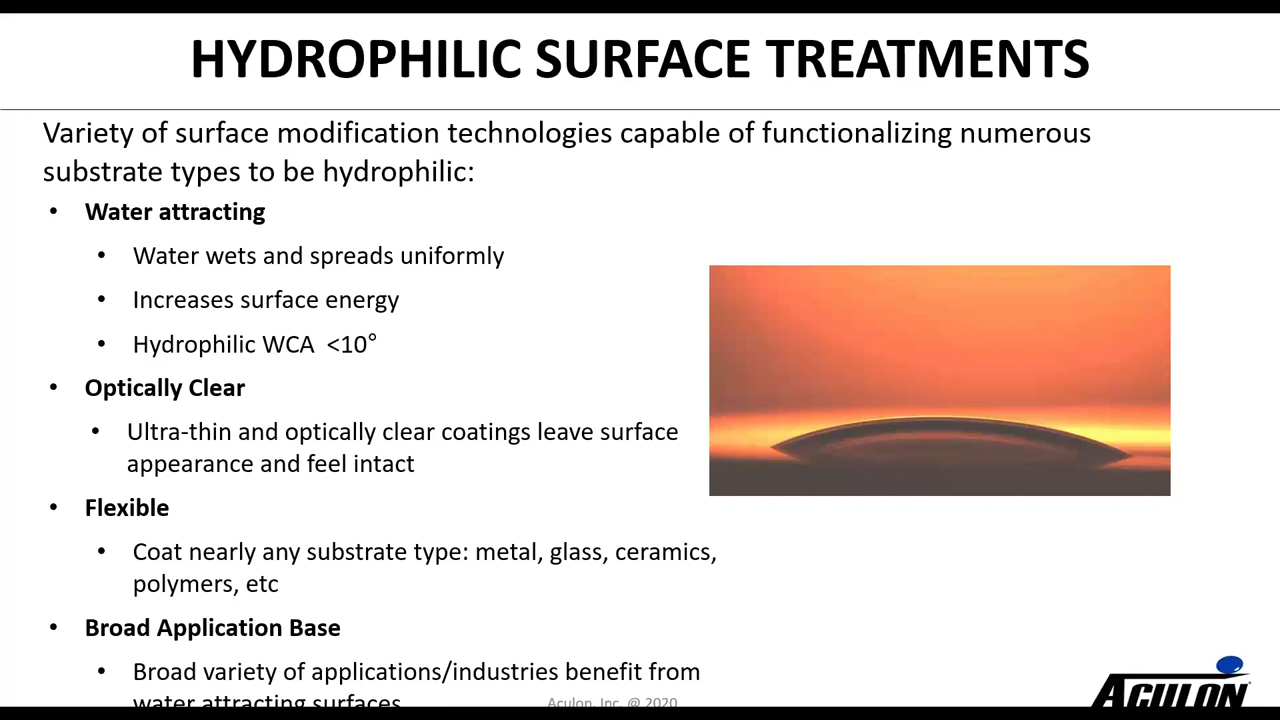 HYDROPHILIC SURFACE TREATMENTS
Variety of surface modification technologies capable of functionalizing numerous
substrate types to be hydrophilic:
• Water attracting
• Water wets and spreads uniformly
• Increases surface energy
• Hydrophilic WCA <10°
• Optically Clear
• Ultra-thin and optically clear coatings leave surface
appearance and feel intact
• Flexible
• Coat nearly any substrate type: metal, glass, ceramics,
polymers, etc
• Broad Application Base
• Broad variety of applications/industries benefit from
water attracting surfaces
Aculon, Inc. @ 2020
ACULON®